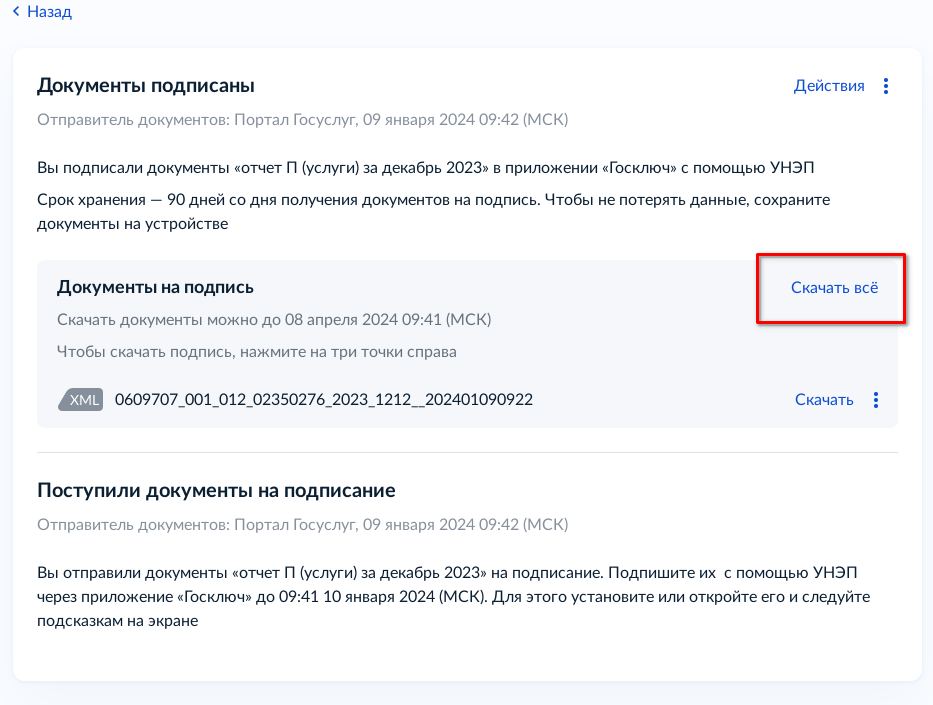 Назад
Документы подписаны
Действия
Отправитель документов: Портал Госуслуг, 09 января 2024 09:42 (МСК)
Вы подписали документы «отчет П (услуги) за декабрь 2023» в приложении «Госключ» с помощью УНЭП
Срок хранения — 90 дней со дня получения документов на подпись. Чтобы не потерять данные, сохраните
документы на устройстве
Документы на подпись
Скачать всё
Скачать документы можно до 08 апреля 2024 09:41 (МСК)
Чтобы скачать подпись, нажмите на три точки справа
XML 0609707_001_012_02350276_2023_1212__202401090922
Скачать
Поступили документы на подписание
Отправитель документов: Портал Госуслуг, 09 января 2024 09:42 (МСК)
Вы отправили документы «отчет П (услуги) за декабрь 2023» на подписание. Подпишите их с помощью УНЭП
через приложение «Госключ» до 09:41 10 января 2024 (МСК). Для этого установите или откройте его и следуйте
подсказкам на экране